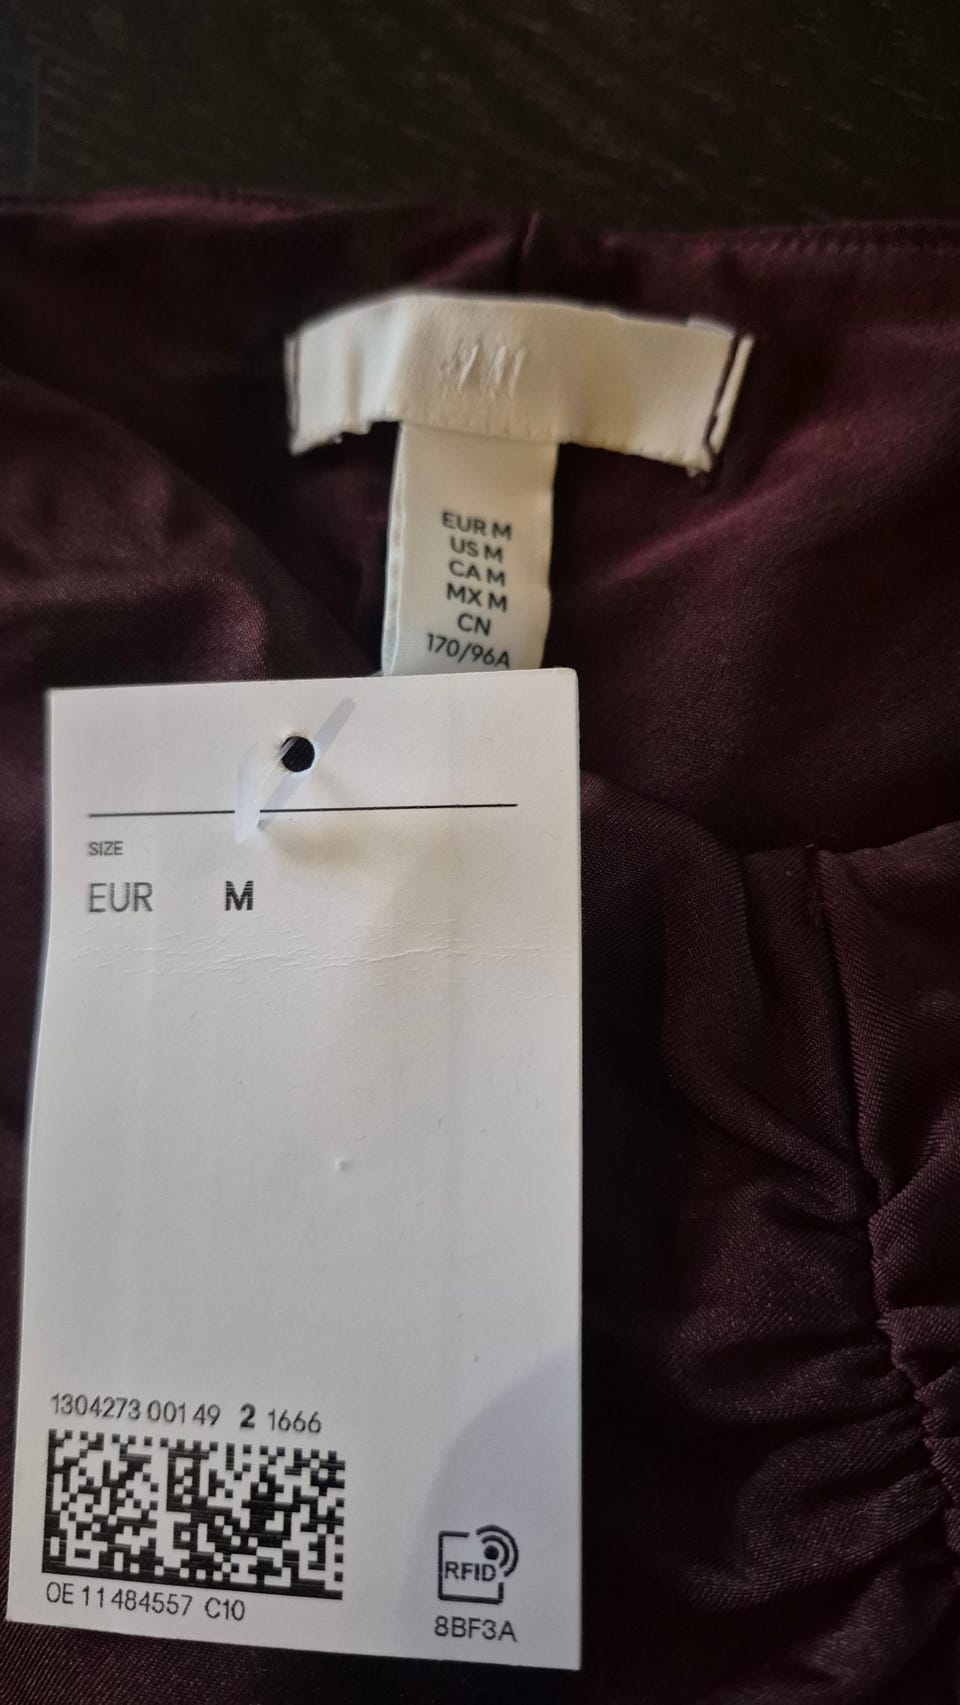 H&M
EUR M
US M
CA M
MX M
CN
170/96A
SIZE
EUR M
1304273 001 49 2 1666
OE 11 484557 C10
RFID
8BF3A